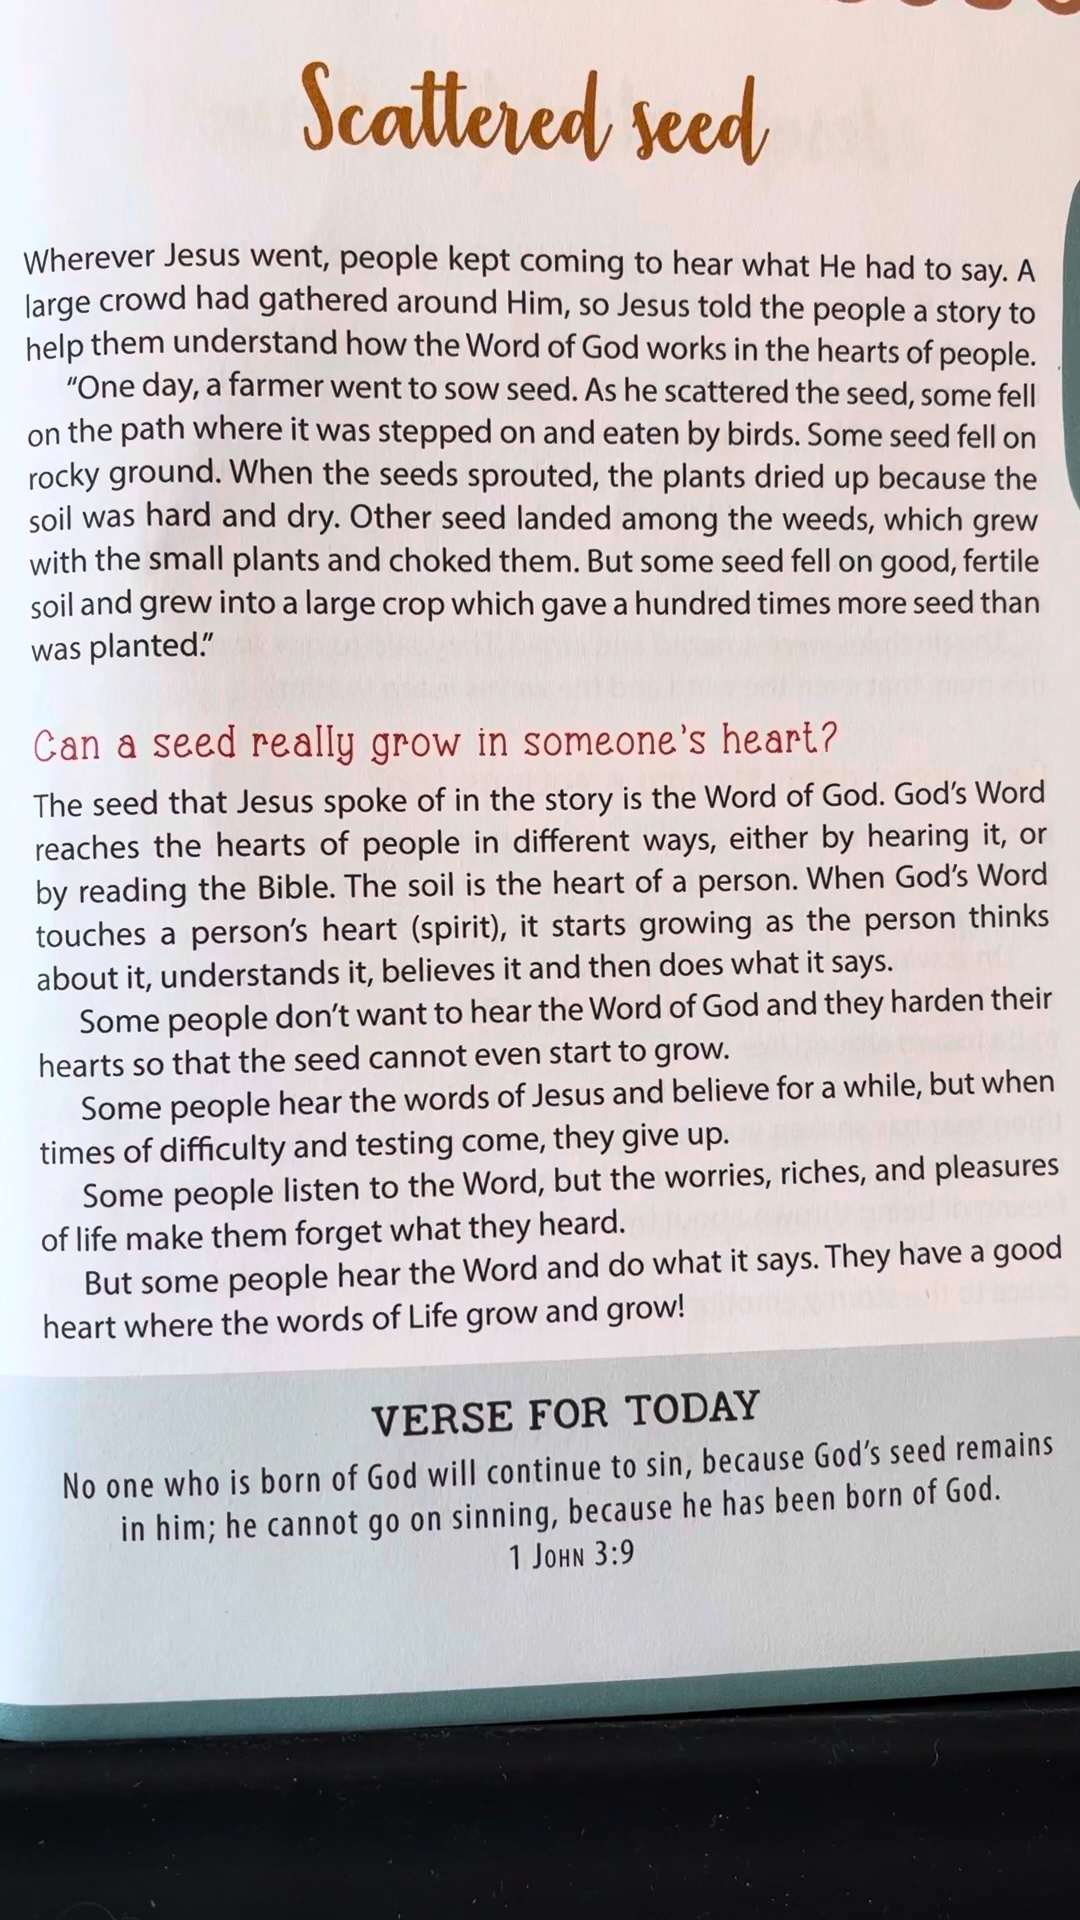 Scattered seed
Wherever Jesus went, people kept coming to hear what He had to say. A
large crowd had gathered around Him, so Jesus told the people a story to
help them understand how the Word of God works in the hearts of people.
"One day, a farmer went to sow seed. As he scattered the seed, some fell
on the path where it was stepped on and eaten by birds. Some seed fell on
rocky ground. When the seeds sprouted, the plants dried up because the
soil was hard and dry. Other seed landed among the weeds, which grew
with the small plants and choked them. But some seed fell on good, fertile
soil and grew into a large crop which gave a hundred times more seed than
was planted."
Can a seed really grow in someone's heart?
The seed that Jesus spoke of in the story is the Word of God. God's Word
reaches the hearts of people in different ways, either by hearing it, or
by reading the Bible. The soil is the heart of a person. When God's Word
touches a person's heart (spirit), it starts growing as the person thinks
about it, understands it, believes it and then does what it says.
Some people don't want to hear the Word of God and they harden their
hearts so that the seed cannot even start to grow.
Some people hear the words of Jesus and believe for a while, but when
times of difficulty and testing come, they give up.
Some people listen to the Word, but the worries, riches, and pleasures
of life make them forget what they heard.
But some people hear the Word and do what it says. They have a good
heart where the words of Life grow and grow!
VERSE FOR TODAY
No one who is born of God will continue to sin, because God's seed remains
in him; he cannot go on sinning, because he has been born of God.
1 JOHN 3:9